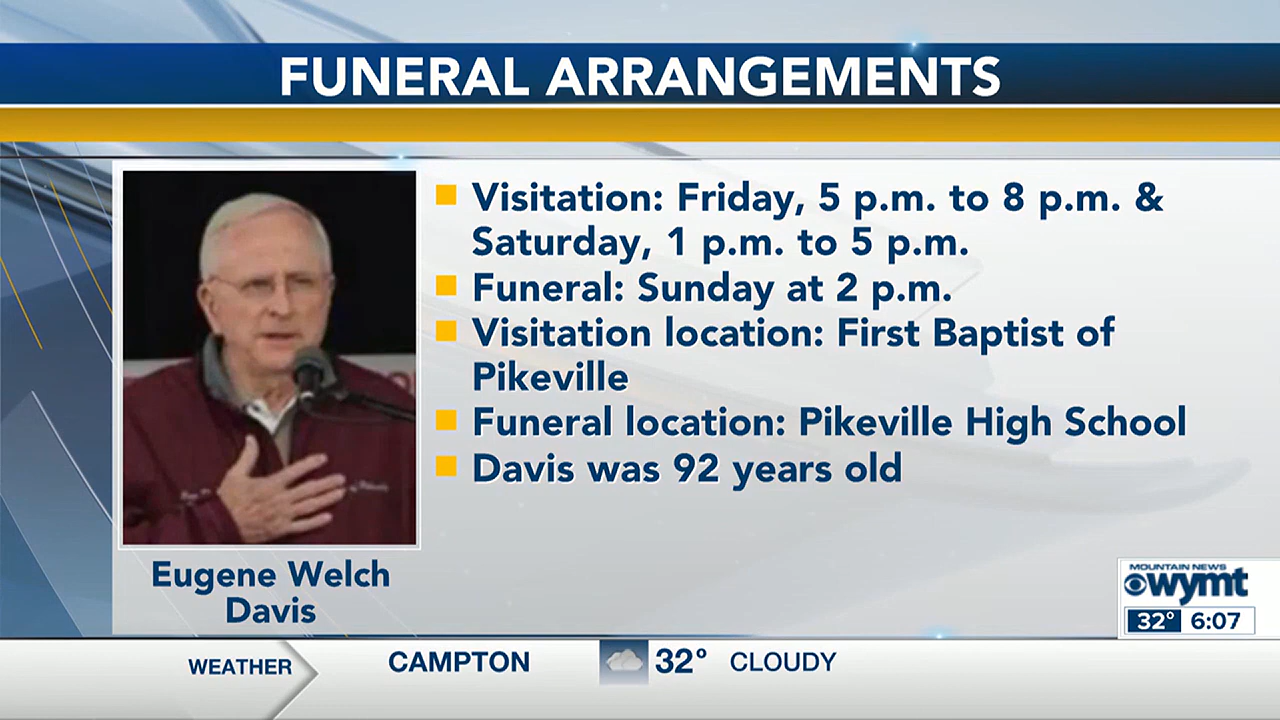 FUNERAL ARRANGEMENTS
Visitation: Friday, 5 p.m. to 8 p.m. &
Saturday, 1 p.m. to 5 p.m.
Funeral: Sunday at 2 p.m.
Visitation location: First Baptist of
Pikeville
Funeral location: Pikeville High School
Davis was 92 years old
Eugene Welch
Davis
MOUNTAIN NEWS
wymt
32° 6:07
WEATHER CAMPTON 32° CLOUDY